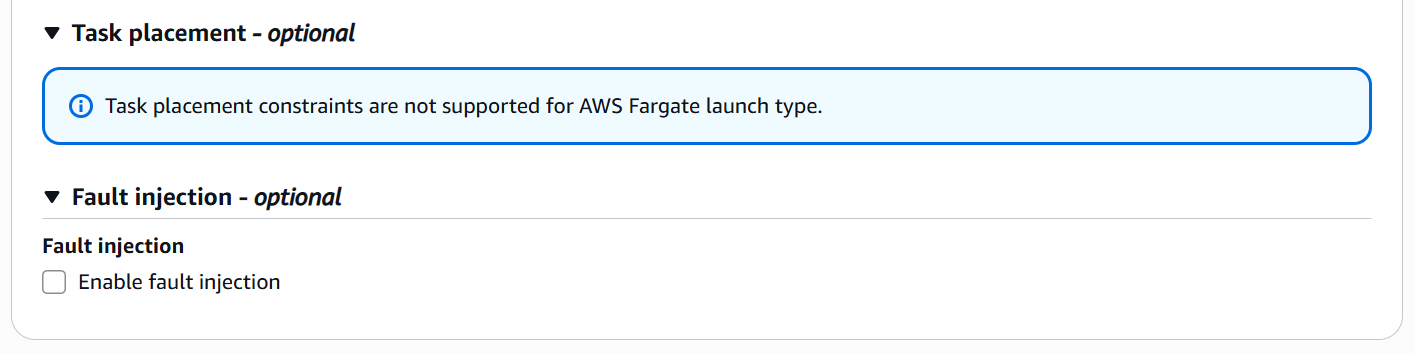 Task placement - optional
Task placement constraints are not supported for AWS Fargate launch type.
Fault injection - optional
Fault injection
Enable fault injection